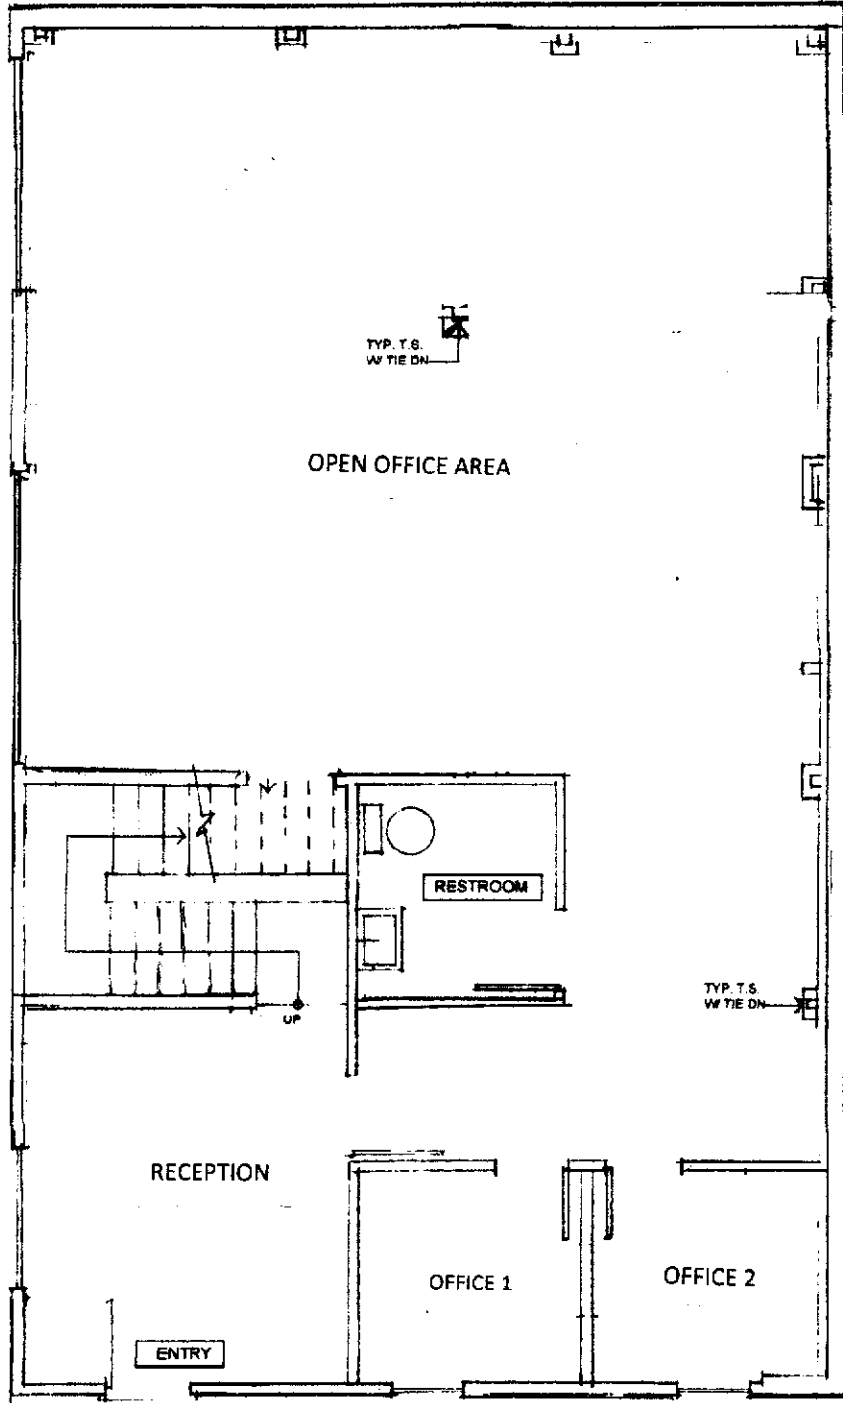 TYP. T.S.
W/ TIE DN
OPEN OFFICE AREA
RESTROOM
TYP. T.S.
W/ TIE DN
UP
RECEPTION
OFFICE 1
OFFICE 2
ENTRY